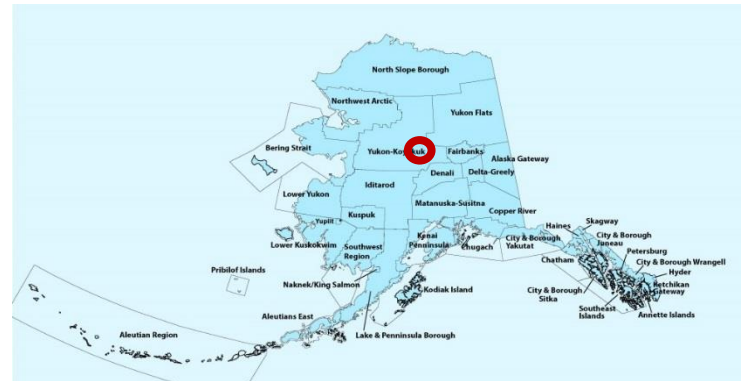 North Slope Borough
Northwest Arctic
Yukon Flats
Bering Strait
Yukon-Koyukuk
Fairbanks
Alaska Gateway
Denali
Delta-Greely
Lower Yukon
Iditarod
Matanuska-Susitna
Copper River
Yupiit
Kuspuk
Lower Kuskokwim
Southwest
Region
Kenai
Penninsula
Chugach
City & Borough
Yakutat
Haines
Skagway
City & Borough
Juneau
Petersburg
City & Borough Wrangell
Hyder
Chatham
Ketchikan
Gateway
City & Borough
Sitka
Southeast
Islands
Annette Islands
Pribilof Islands
Naknek/King Salmon
Kodiak Island
Aleutians East
Lake & Penninsula Borough
Aleutian Region